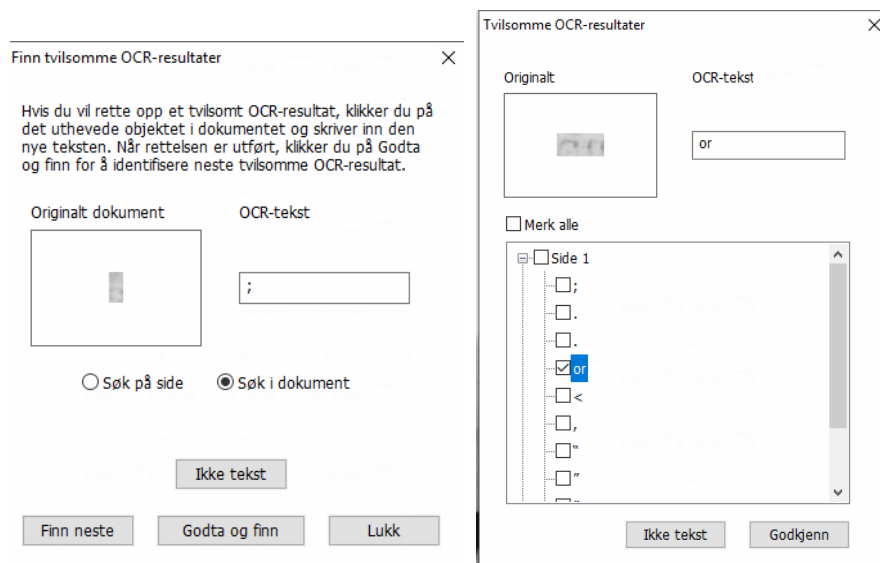 Finn tvilsomme OCR-resultater
Hvis du vil rette opp et tvilsomt OCR-resultat, klikker du på
det uthevede objektet i dokumentet og skriver inn den
nye teksten. Når rettelsen er utført, klikker du på Godta
og finn for å identifisere neste tvilsomme OCR-resultat.
Originalt dokument
OCR-tekst
;
Søk på side
Søk i dokument
Ikke tekst
Finn neste
Godta og finn
Lukk
Tvilsomme OCR-resultater
Originalt
OCR-tekst
or
Merk alle
Side 1
;
.
.
or
<
,
“
”
Ikke tekst
Godkjenn